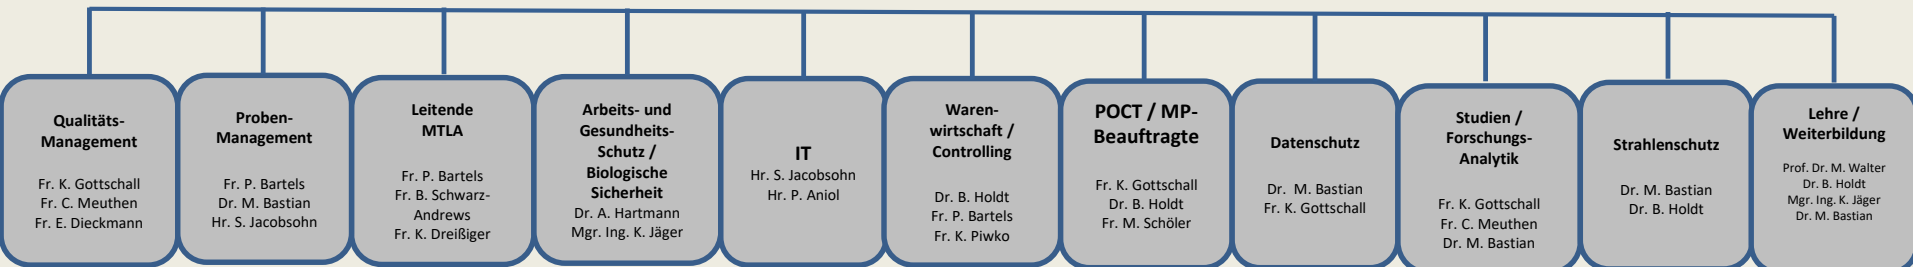 Qualitäts-
Management
Fr. K. Gottschall
Fr. C. Meuthen
Fr. E. Dieckmann
Proben-
Management
Fr. P. Bartels
Dr. M. Bastian
Hr. S. Jacobsohn
Leitende
MTLA
Fr. P. Bartels
Fr. B. Schwarz-
Andrews
Fr. K. Dreißiger
Arbeits- und
Gesundheits-
Schutz /
Biologische
Sicherheit
Dr. A. Hartmann
Mgr. Ing. K. Jäger
IT
Hr. S. Jacobsohn
Hr. P. Aniol
Waren-
wirtschaft /
Controlling
Dr. B. Holdt
Fr. P. Bartels
Fr. K. Piwko
POCT / MP-
Beauftragte
Fr. K. Gottschall
Dr. B. Holdt
Fr. M. Schöler
Datenschutz
Dr. M. Bastian
Fr. K. Gottschall
Studien /
Forschungs-
Analytik
Fr. K. Gottschall
Fr. C. Meuthen
Dr. M. Bastian
Strahlenschutz
Dr. M. Bastian
Dr. B. Holdt
Lehre /
Weiterbildung
Prof. Dr. M. Walter
Dr. B. Holdt
Mgr. Ing. K. Jäger
Dr. M. Bastian